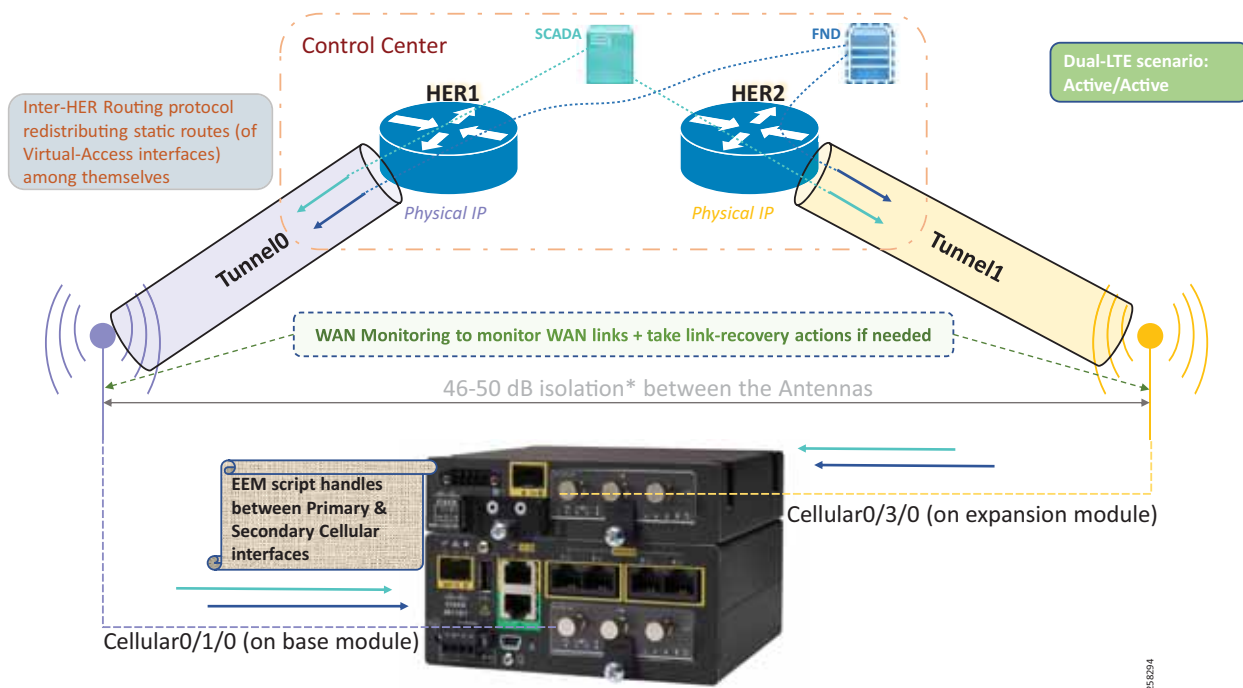 Control Center
SCADA
FND
Dual-LTE scenario:
Active/Active
HER1
HER2
Inter-HER Routing protocol
redistributing static routes (of
Virtual-Access interfaces)
among themselves
Physical IP
Physical IP
Tunnel0
Tunnel1
WAN Monitoring to monitor WAN links + take link-recovery actions if needed
46-50 dB isolation* between the Antennas
EEM script handles
between Primary &
Secondary Cellular
interfaces
Cellular0/3/0 (on expansion module)
Cellular0/1/0 (on base module)
258294